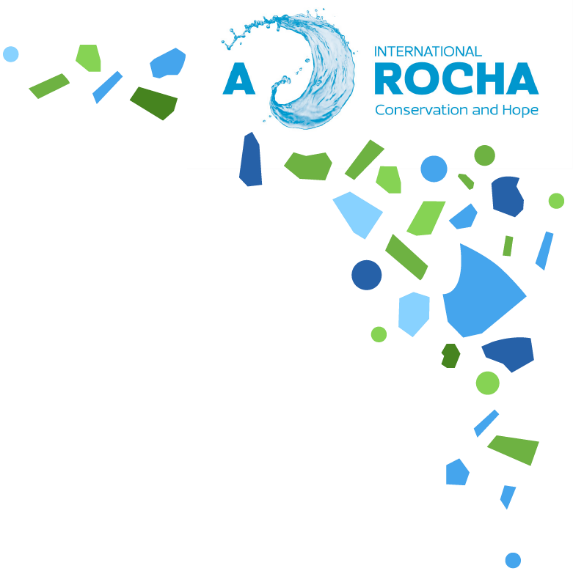 INTERNATIONAL
A ROCHA
Conservation and Hope